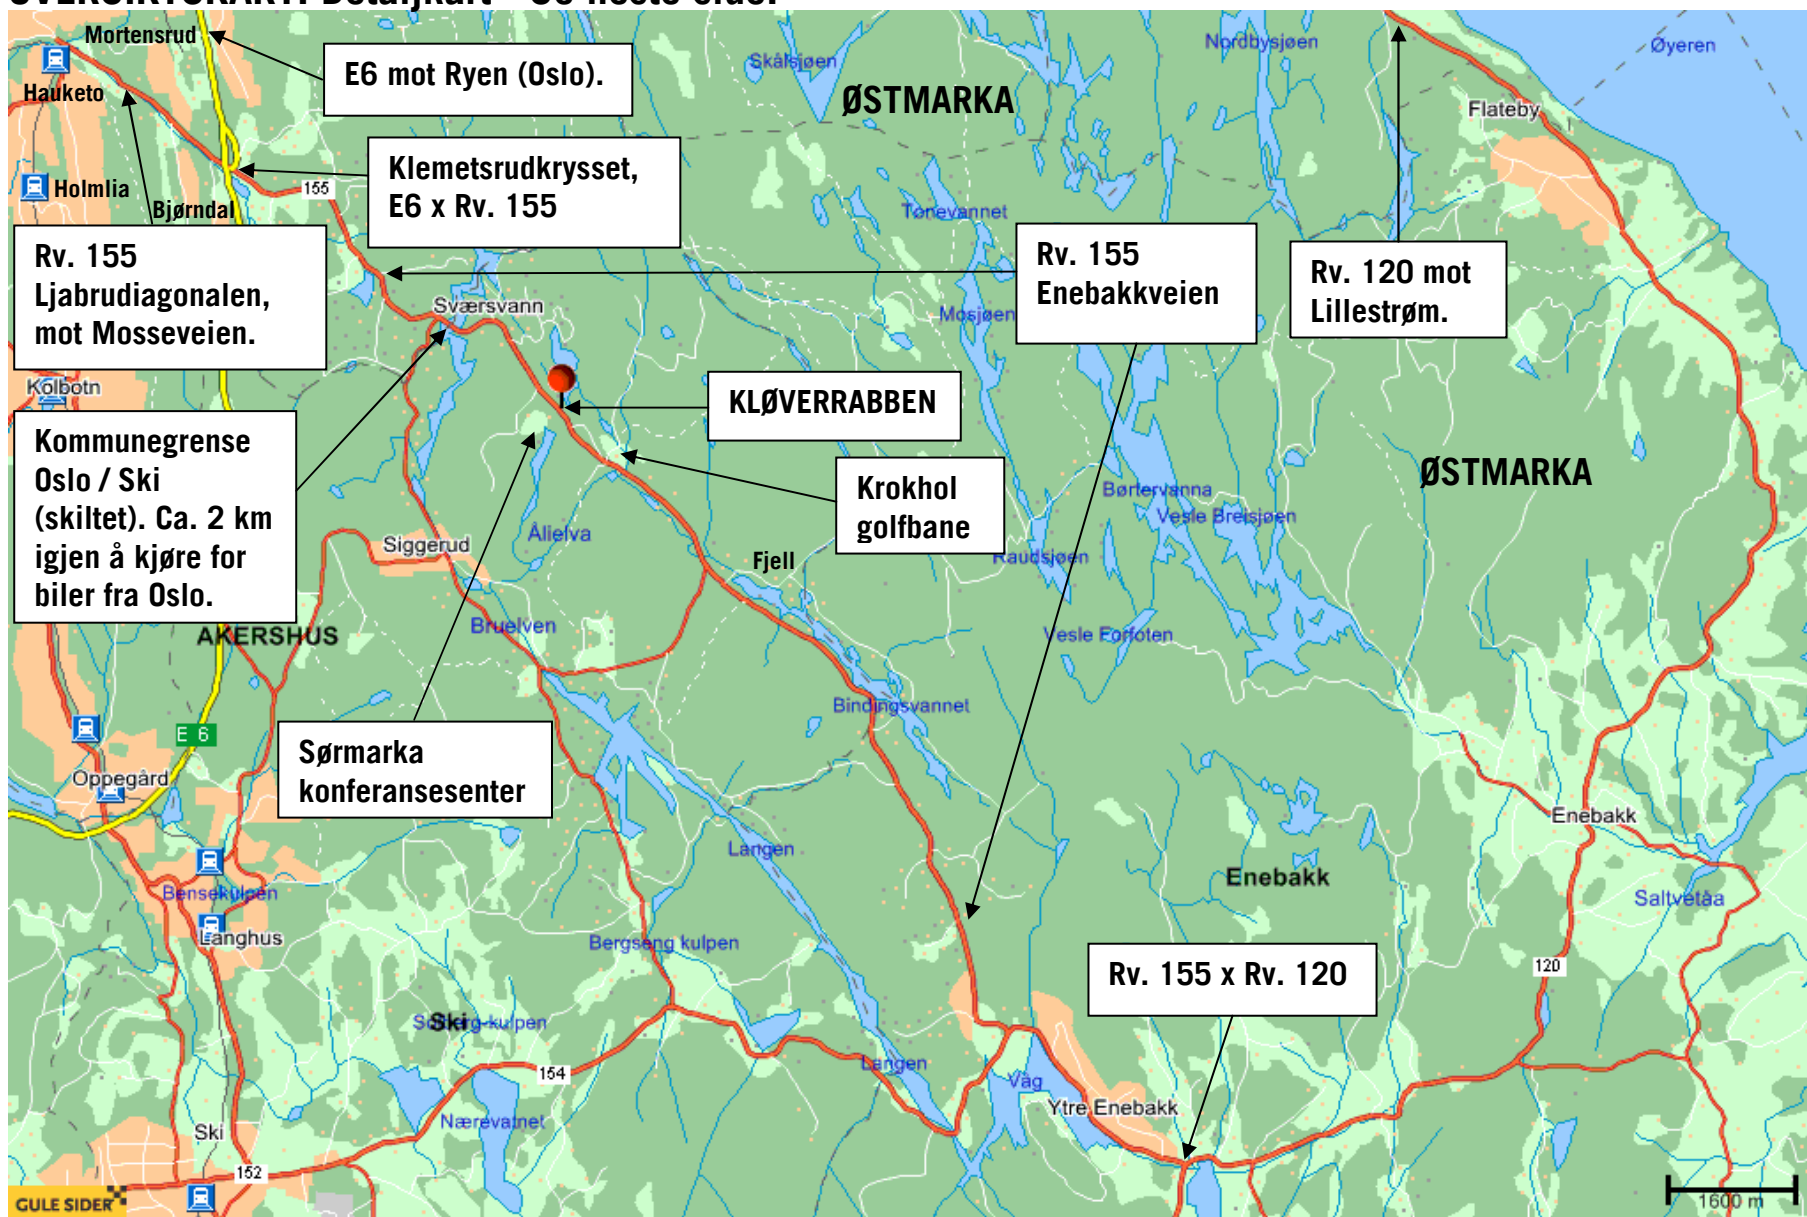 Mortensrud
E6 mot Ryen (Oslo).
Skålsjøen
ØSTMARKA
Nordbysjøen
Øyeren
Hauketo
Flateby
Klemetsrudkrysset,
E6 x Rv. 155
Holmlia
155
Bjørndal
Tonevannet
Rv. 155
Ljabrudiagonalen,
mot Mosseveien.
Rv. 155
Enebakkveien
Rv. 120 mot
Lillestrøm.
Sværsvann
Mosjøen
Kolbotn
KLØVERRABBEN
Kommunegrense
Oslo / Ski
(skiltet). Ca. 2 km
igjen å kjøre for
biler fra Oslo.
Krokhol
golfbane
ØSTMARKA
Børtervanna
Vesle Breisjøen
Ålielva
Siggerud
Fjell
Raudsjøen
Bruelven
AKERSHUS
Vesle Forfoten
Bindingsvannet
E 6
Sørmarka
konferansesenter
Oppegård
Enebakk
Langen
Enebakk
Bensekulpen
Saltvetåa
Langhus
Bergseng kulpen
Rv. 155 x Rv. 120
120
Ski
154
Langen
Våg
Ytre Enebakk
Nærevatnet
Ski
152
GULE SIDER
1600 m